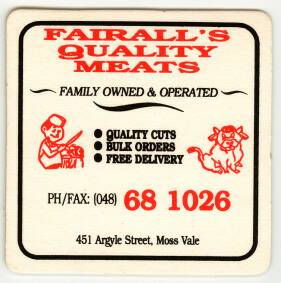 FAIRALL'S
QUALITY
MEATS
FAMILY OWNED & OPERATED
• QUALITY CUTS
• BULK ORDERS
• FREE DELIVERY
PH/FAX: (048) 68 1026
451 Argyle Street, Moss Vale